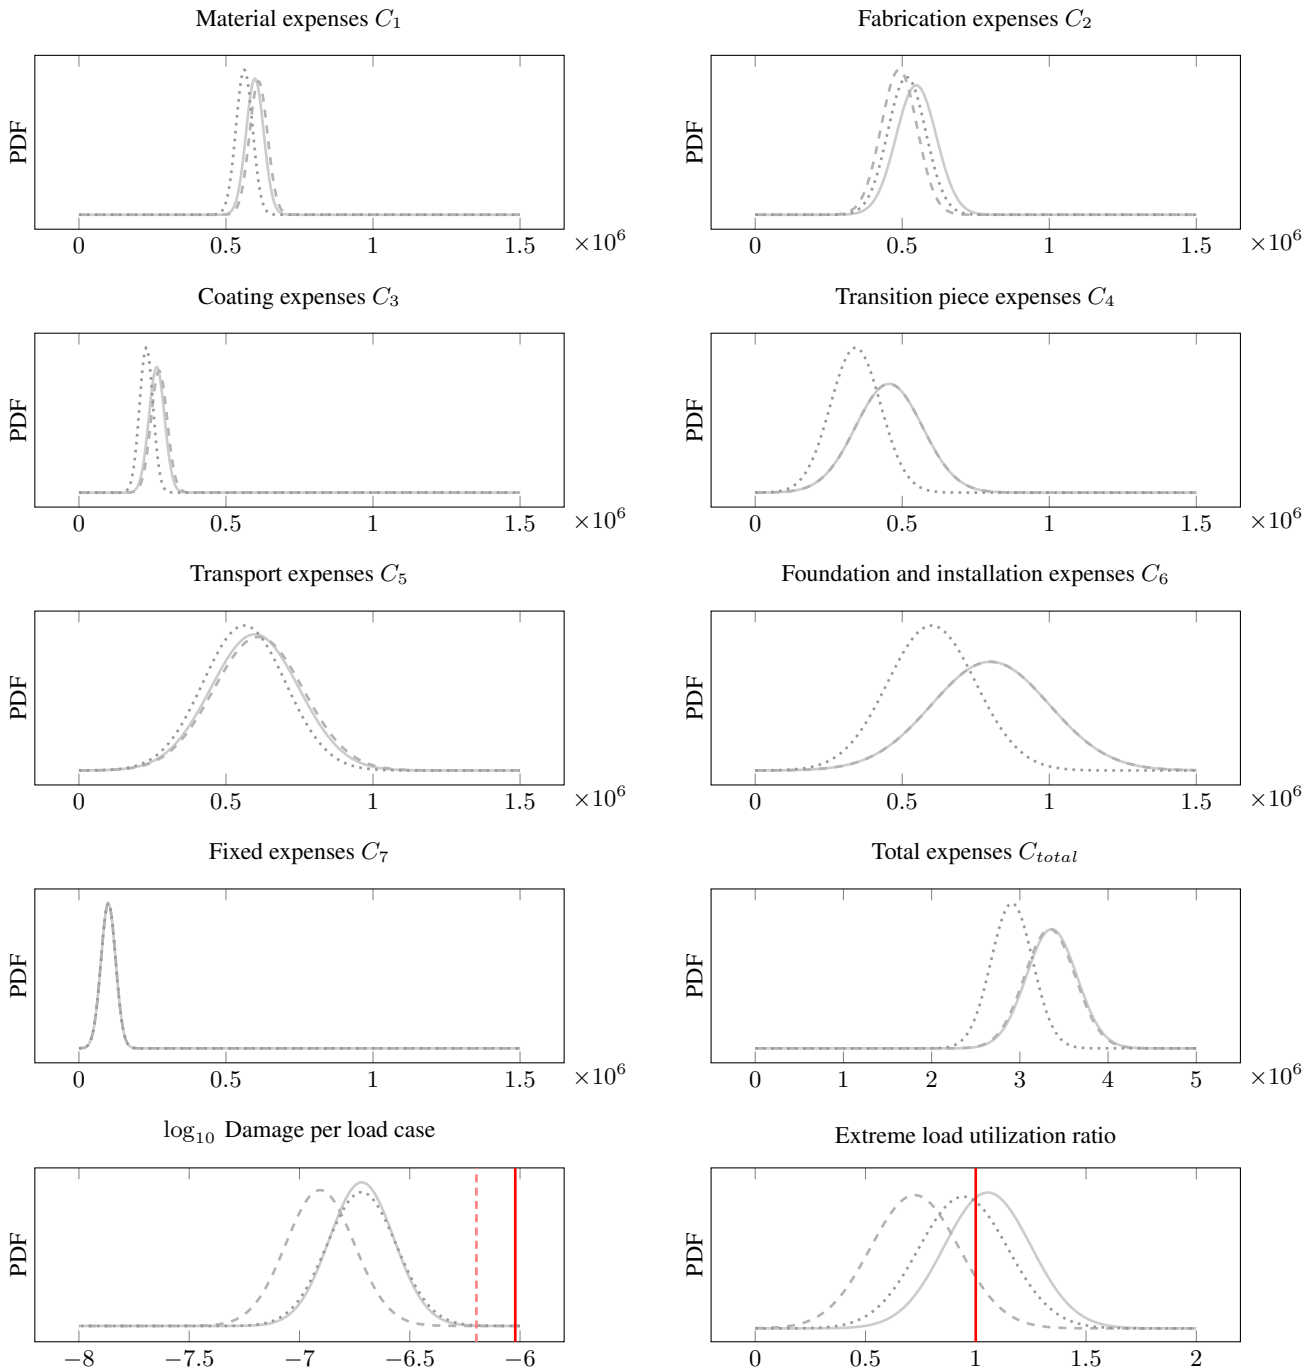 Material expenses C1
Fabrication expenses C2
PDF
PDF
0 0.5 1 1.5 ×10^6
0 0.5 1 1.5 ×10^6
Coating expenses C3
Transition piece expenses C4
PDF
PDF
0 0.5 1 1.5 ×10^6
0 0.5 1 1.5 ×10^6
Transport expenses C5
Foundation and installation expenses C6
PDF
PDF
0 0.5 1 1.5 ×10^6
0 0.5 1 1.5 ×10^6
Fixed expenses C7
Total expenses Ctotal
PDF
PDF
0 0.5 1 1.5 ×10^6
0 1 2 3 4 5 ×10^6
log10 Damage per load case
Extreme load utilization ratio
PDF
PDF
−8 −7.5 −7 −6.5 −6
0 0.5 1 1.5 2